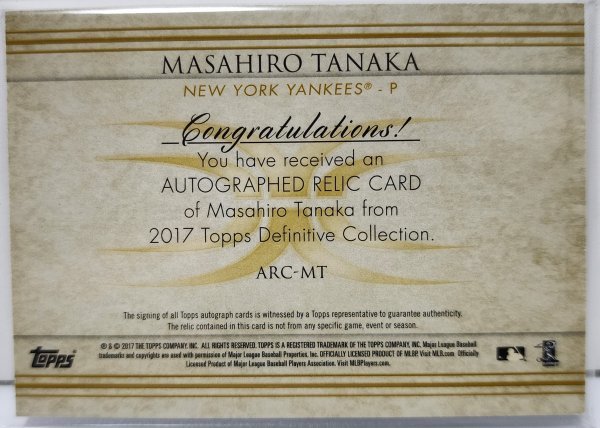 MASAHIRO TANAKA
NEW YORK YANKEES® - P
Congratulations!
You have received an
AUTOGRAPHED RELIC CARD
of Masahiro Tanaka from
2017 Topps Definitive Collection.
ARC-MT
The signing of all Topps autograph cards is witnessed by a Topps representative to guarantee authenticity.
The relic contained in this card is not from any specific game, event or season.
topps
® & © 2017 THE TOPPS COMPANY, INC. ALL RIGHTS RESERVED. TOPPS IS A REGISTERED TRADEMARK OF THE TOPPS COMPANY, INC. Major League Baseball
trademarks and copyrights are used with permission of Major League Baseball Properties, Inc. OFFICIALLY LICENSED PRODUCT OF MLBP. Visit MLB.com Officially
Licensed Product of Major League Baseball Players Association. Visit MLBPlayers.com.